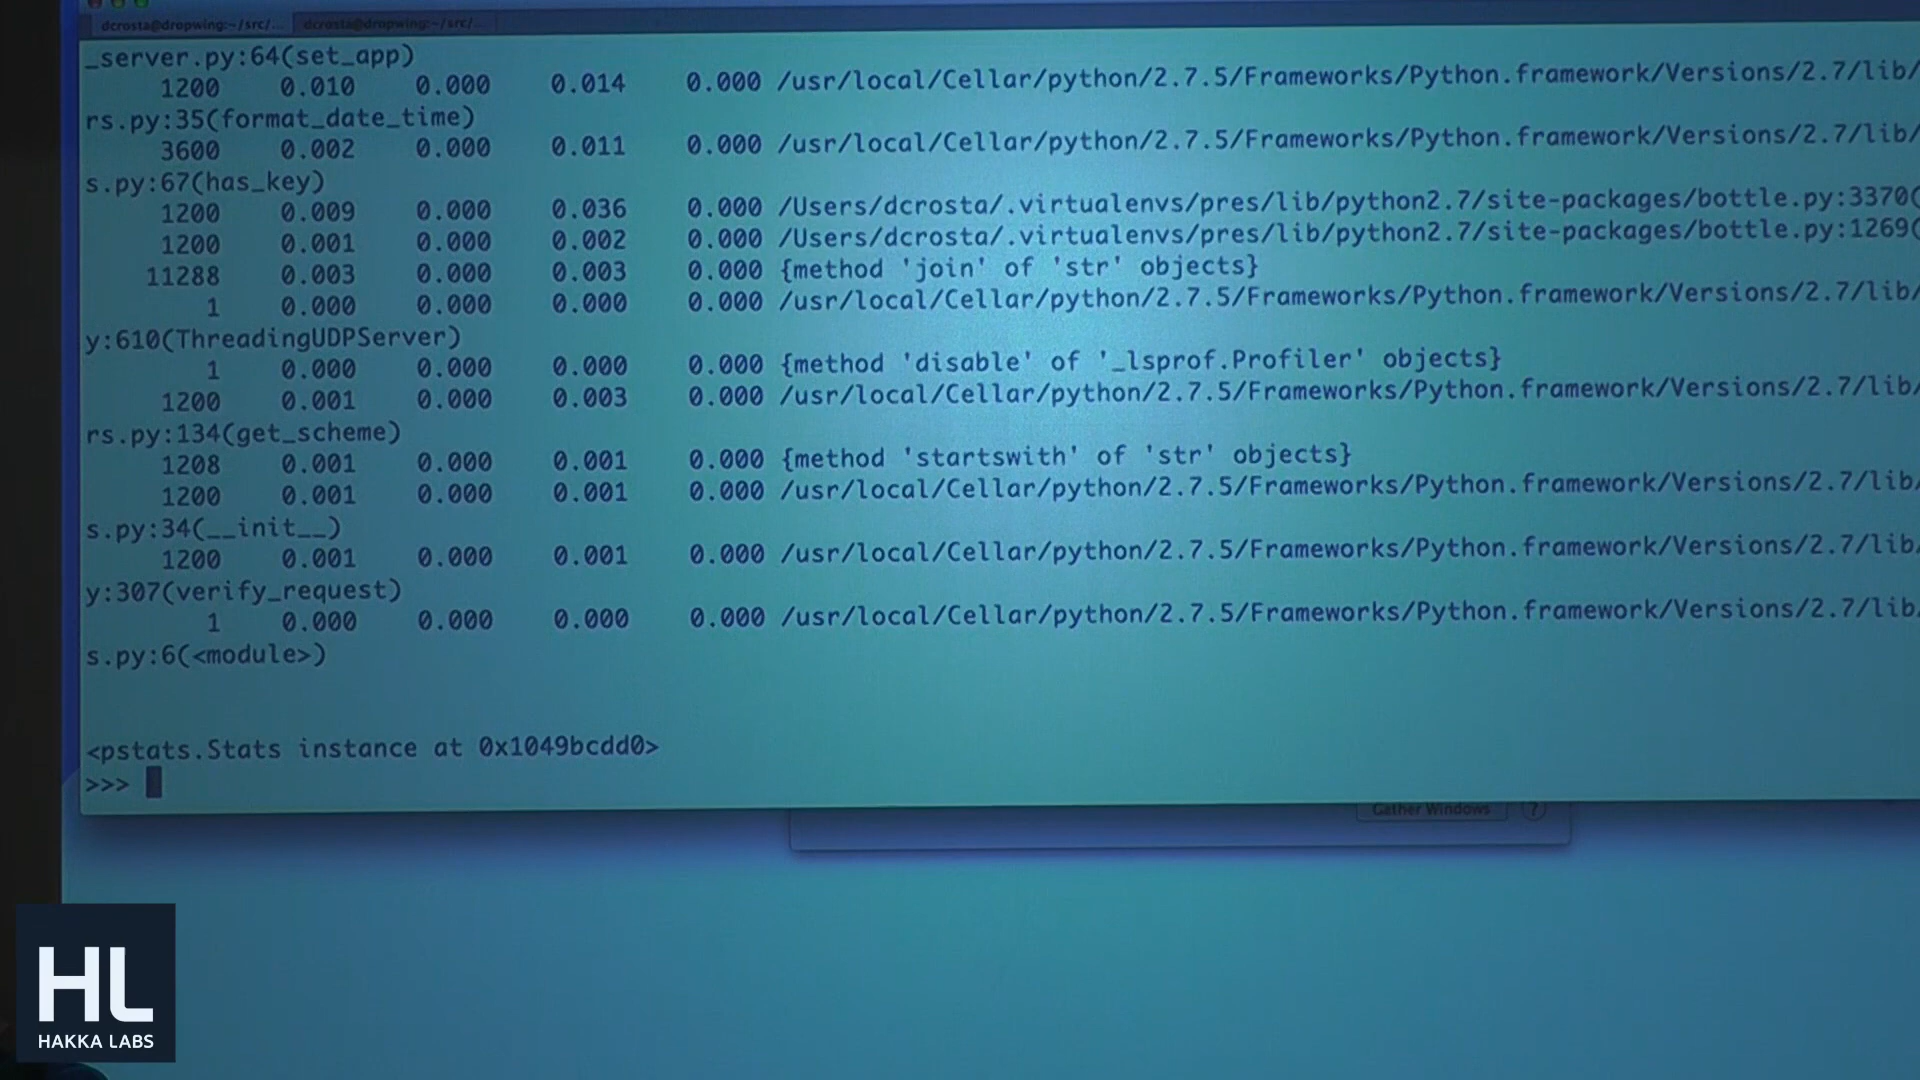 dcrosta@dropwing:~/src/... dcrosta@dropwing:~/src/...
_server.py:64(set_app)
1200 0.010 0.000 0.014 0.000 /usr/local/Cellar/python/2.7.5/Frameworks/Python.framework/Versions/2.7/lib/
rs.py:35(format_date_time)
3600 0.002 0.000 0.011 0.000 /usr/local/Cellar/python/2.7.5/Frameworks/Python.framework/Versions/2.7/lib/
s.py:67(has_key)
1200 0.009 0.000 0.036 0.000 /Users/dcrosta/.virtualenvs/pres/lib/python2.7/site-packages/bottle.py:3370(
1200 0.001 0.000 0.002 0.000 /Users/dcrosta/.virtualenvs/pres/lib/python2.7/site-packages/bottle.py:1269(
11288 0.003 0.000 0.003 0.000 {method 'join' of 'str' objects}
1 0.000 0.000 0.000 0.000 /usr/local/Cellar/python/2.7.5/Frameworks/Python.framework/Versions/2.7/lib/
y:610(ThreadingUDPServer)
1 0.000 0.000 0.000 0.000 {method 'disable' of '_lsprof.Profiler' objects}
1200 0.001 0.000 0.003 0.000 /usr/local/Cellar/python/2.7.5/Frameworks/Python.framework/Versions/2.7/lib/
rs.py:134(get_scheme)
1208 0.001 0.000 0.001 0.000 {method 'startswith' of 'str' objects}
1200 0.001 0.000 0.001 0.000 /usr/local/Cellar/python/2.7.5/Frameworks/Python.framework/Versions/2.7/lib/
s.py:34(__init__)
1200 0.001 0.000 0.001 0.000 /usr/local/Cellar/python/2.7.5/Frameworks/Python.framework/Versions/2.7/lib/
y:307(verify_request)
1 0.000 0.000 0.000 0.000 /usr/local/Cellar/python/2.7.5/Frameworks/Python.framework/Versions/2.7/lib/
s.py:6(<module>)
<pstats.Stats instance at 0x1049bcdd0>
>>>
Gather Windows ?
HL
HAKKA LABS